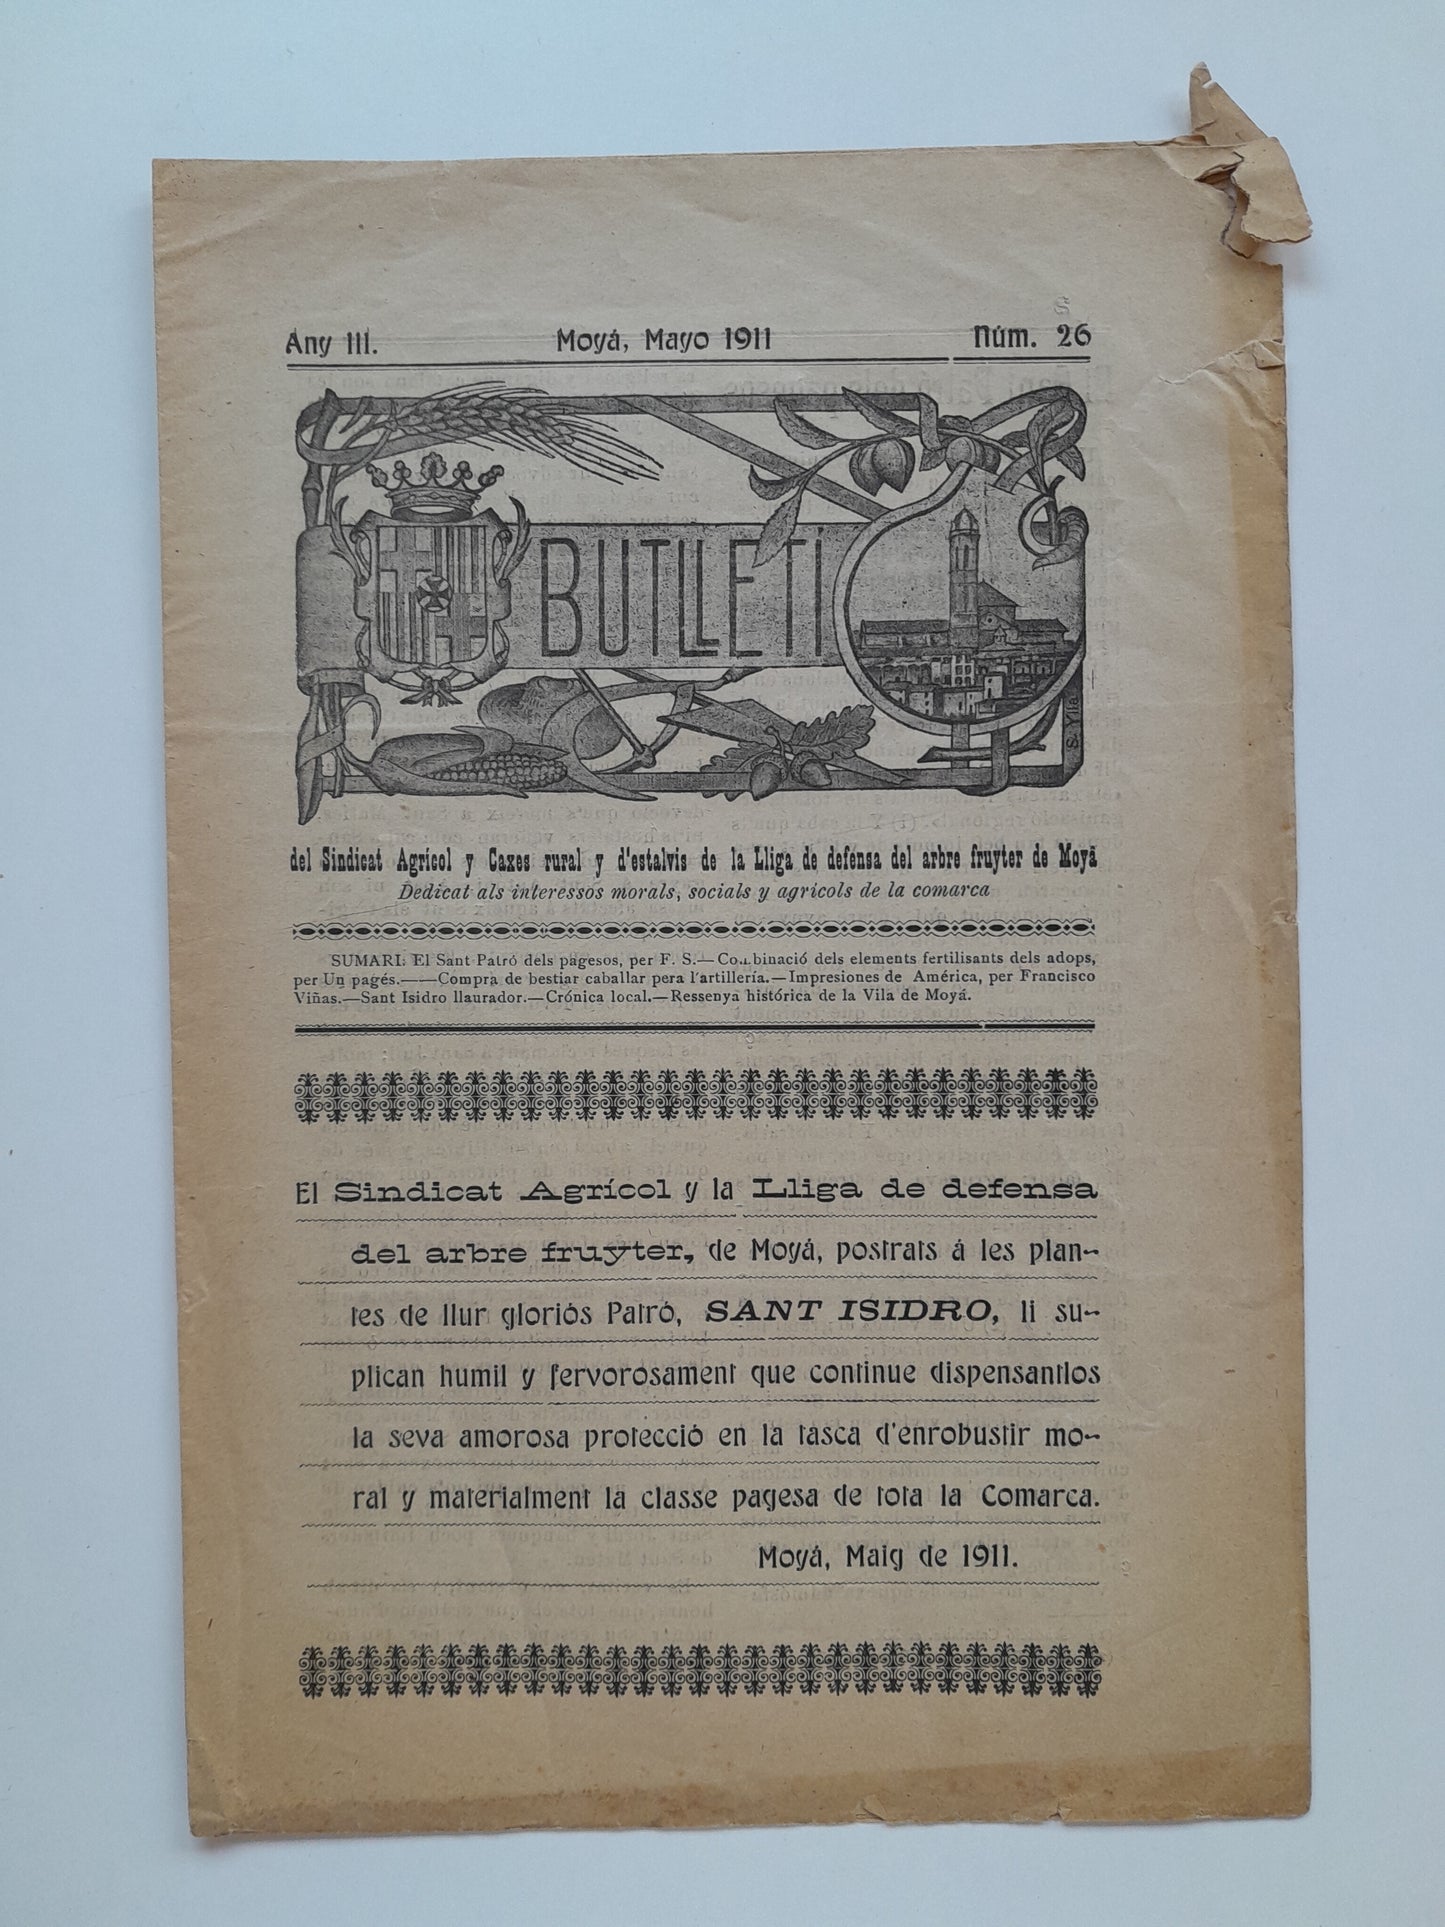 Any III.
Moyá, Mayo 1911
Núm. 26
BUTLLETÍ
S. Ylla
del Sindicat Agrícol y Caxes rural y d'estalvis de la Lliga de defensa del arbre fruyter de Moyá
Dedicat als interessos morals, socials y agrícols de la comarca
SUMARI: El Sant Patró dels pagesos, per F. S.—Combinació dels elements fertilisants dels adops,
per Un pagés.——Compra de bestiar caballar pera l'artilleria.—Impresiones de América, per Francisco
Viñas.—Sant Isidro llaurador.—Crónica local.—Ressenya histórica de la Vila de Moyá.
El Sindicat Agrícol y la Lliga de defensa
del arbre fruyter, de Moyá, postrats á les plan-
tes de llur gloriós Patró, SANT ISIDRO, li su-
plican humil y fervorosament que continue dispensantlos
la seva amorosa protecció en la tasca d'enrobustir mo-
ral y materialment la classe pagesa de tota la Comarca.
Moyá, Maig de 1911.